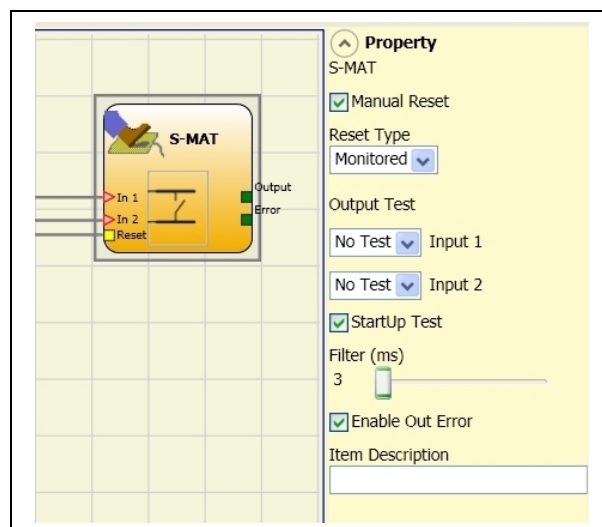 S-MAT
In 1
In 2
Reset
Output
Error
Property
S-MAT
Manual Reset
Reset Type
Monitored
Output Test
No Test Input 1
No Test Input 2
StartUp Test
Filter (ms)
3
Enable Out Error
Item Description